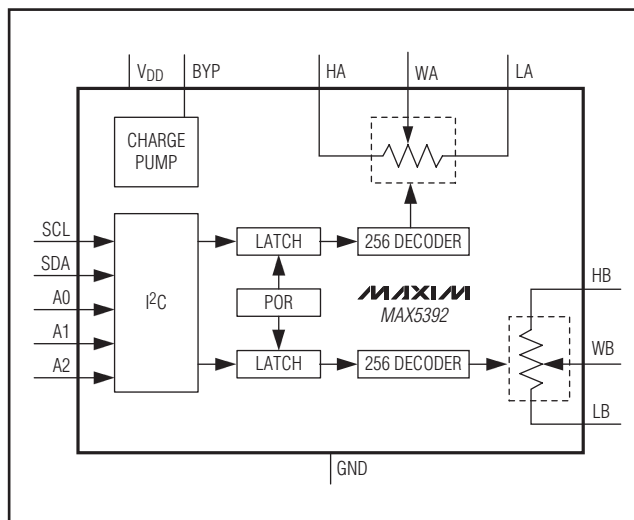 V_DD
BYP
HA
WA
LA
CHARGE
PUMP
SCL
SDA
A0
A1
A2
I²C
LATCH
256 DECODER
POR
MAXIM
MAX5392
LATCH
256 DECODER
HB
WB
LB
GND